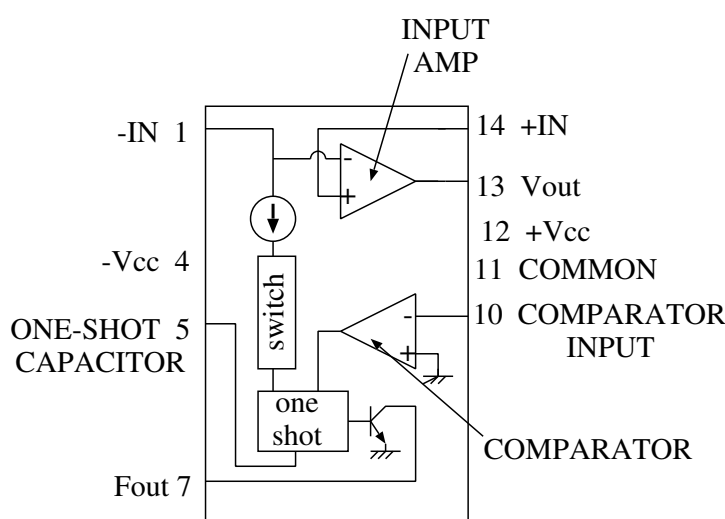 INPUT
AMP
-IN 1
14 +IN
-
+
13 Vout
12 +Vcc
-Vcc 4
11 COMMON
switch
-
10 COMPARATOR
INPUT
ONE-SHOT 5
CAPACITOR
+
one
shot
COMPARATOR
Fout 7